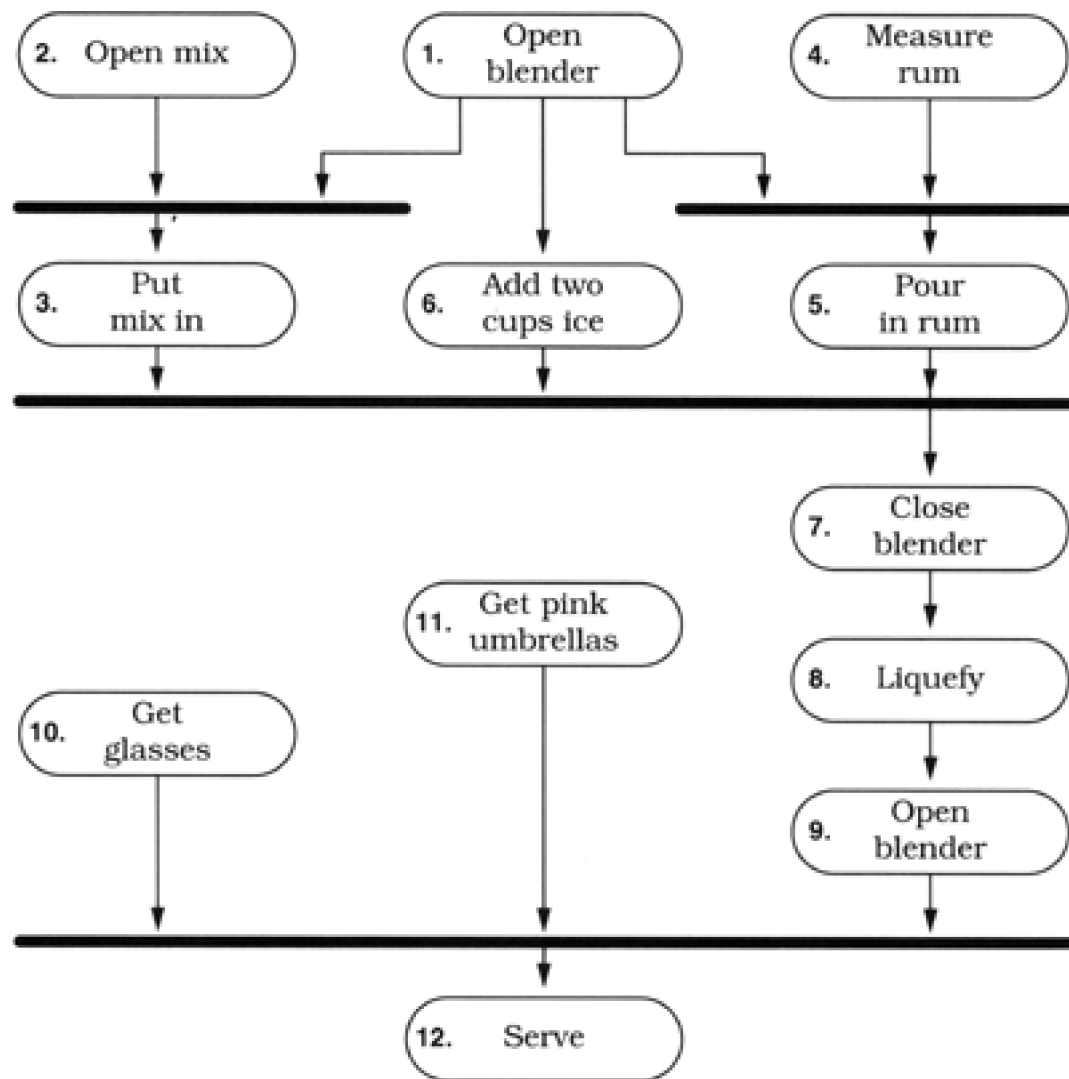 2. Open mix
1. Open
blender
4. Measure
rum
3. Put
mix in
6. Add two
cups ice
5. Pour
in rum
7. Close
blender
11. Get pink
umbrellas
8. Liquefy
10. Get
glasses
9. Open
blender
12. Serve